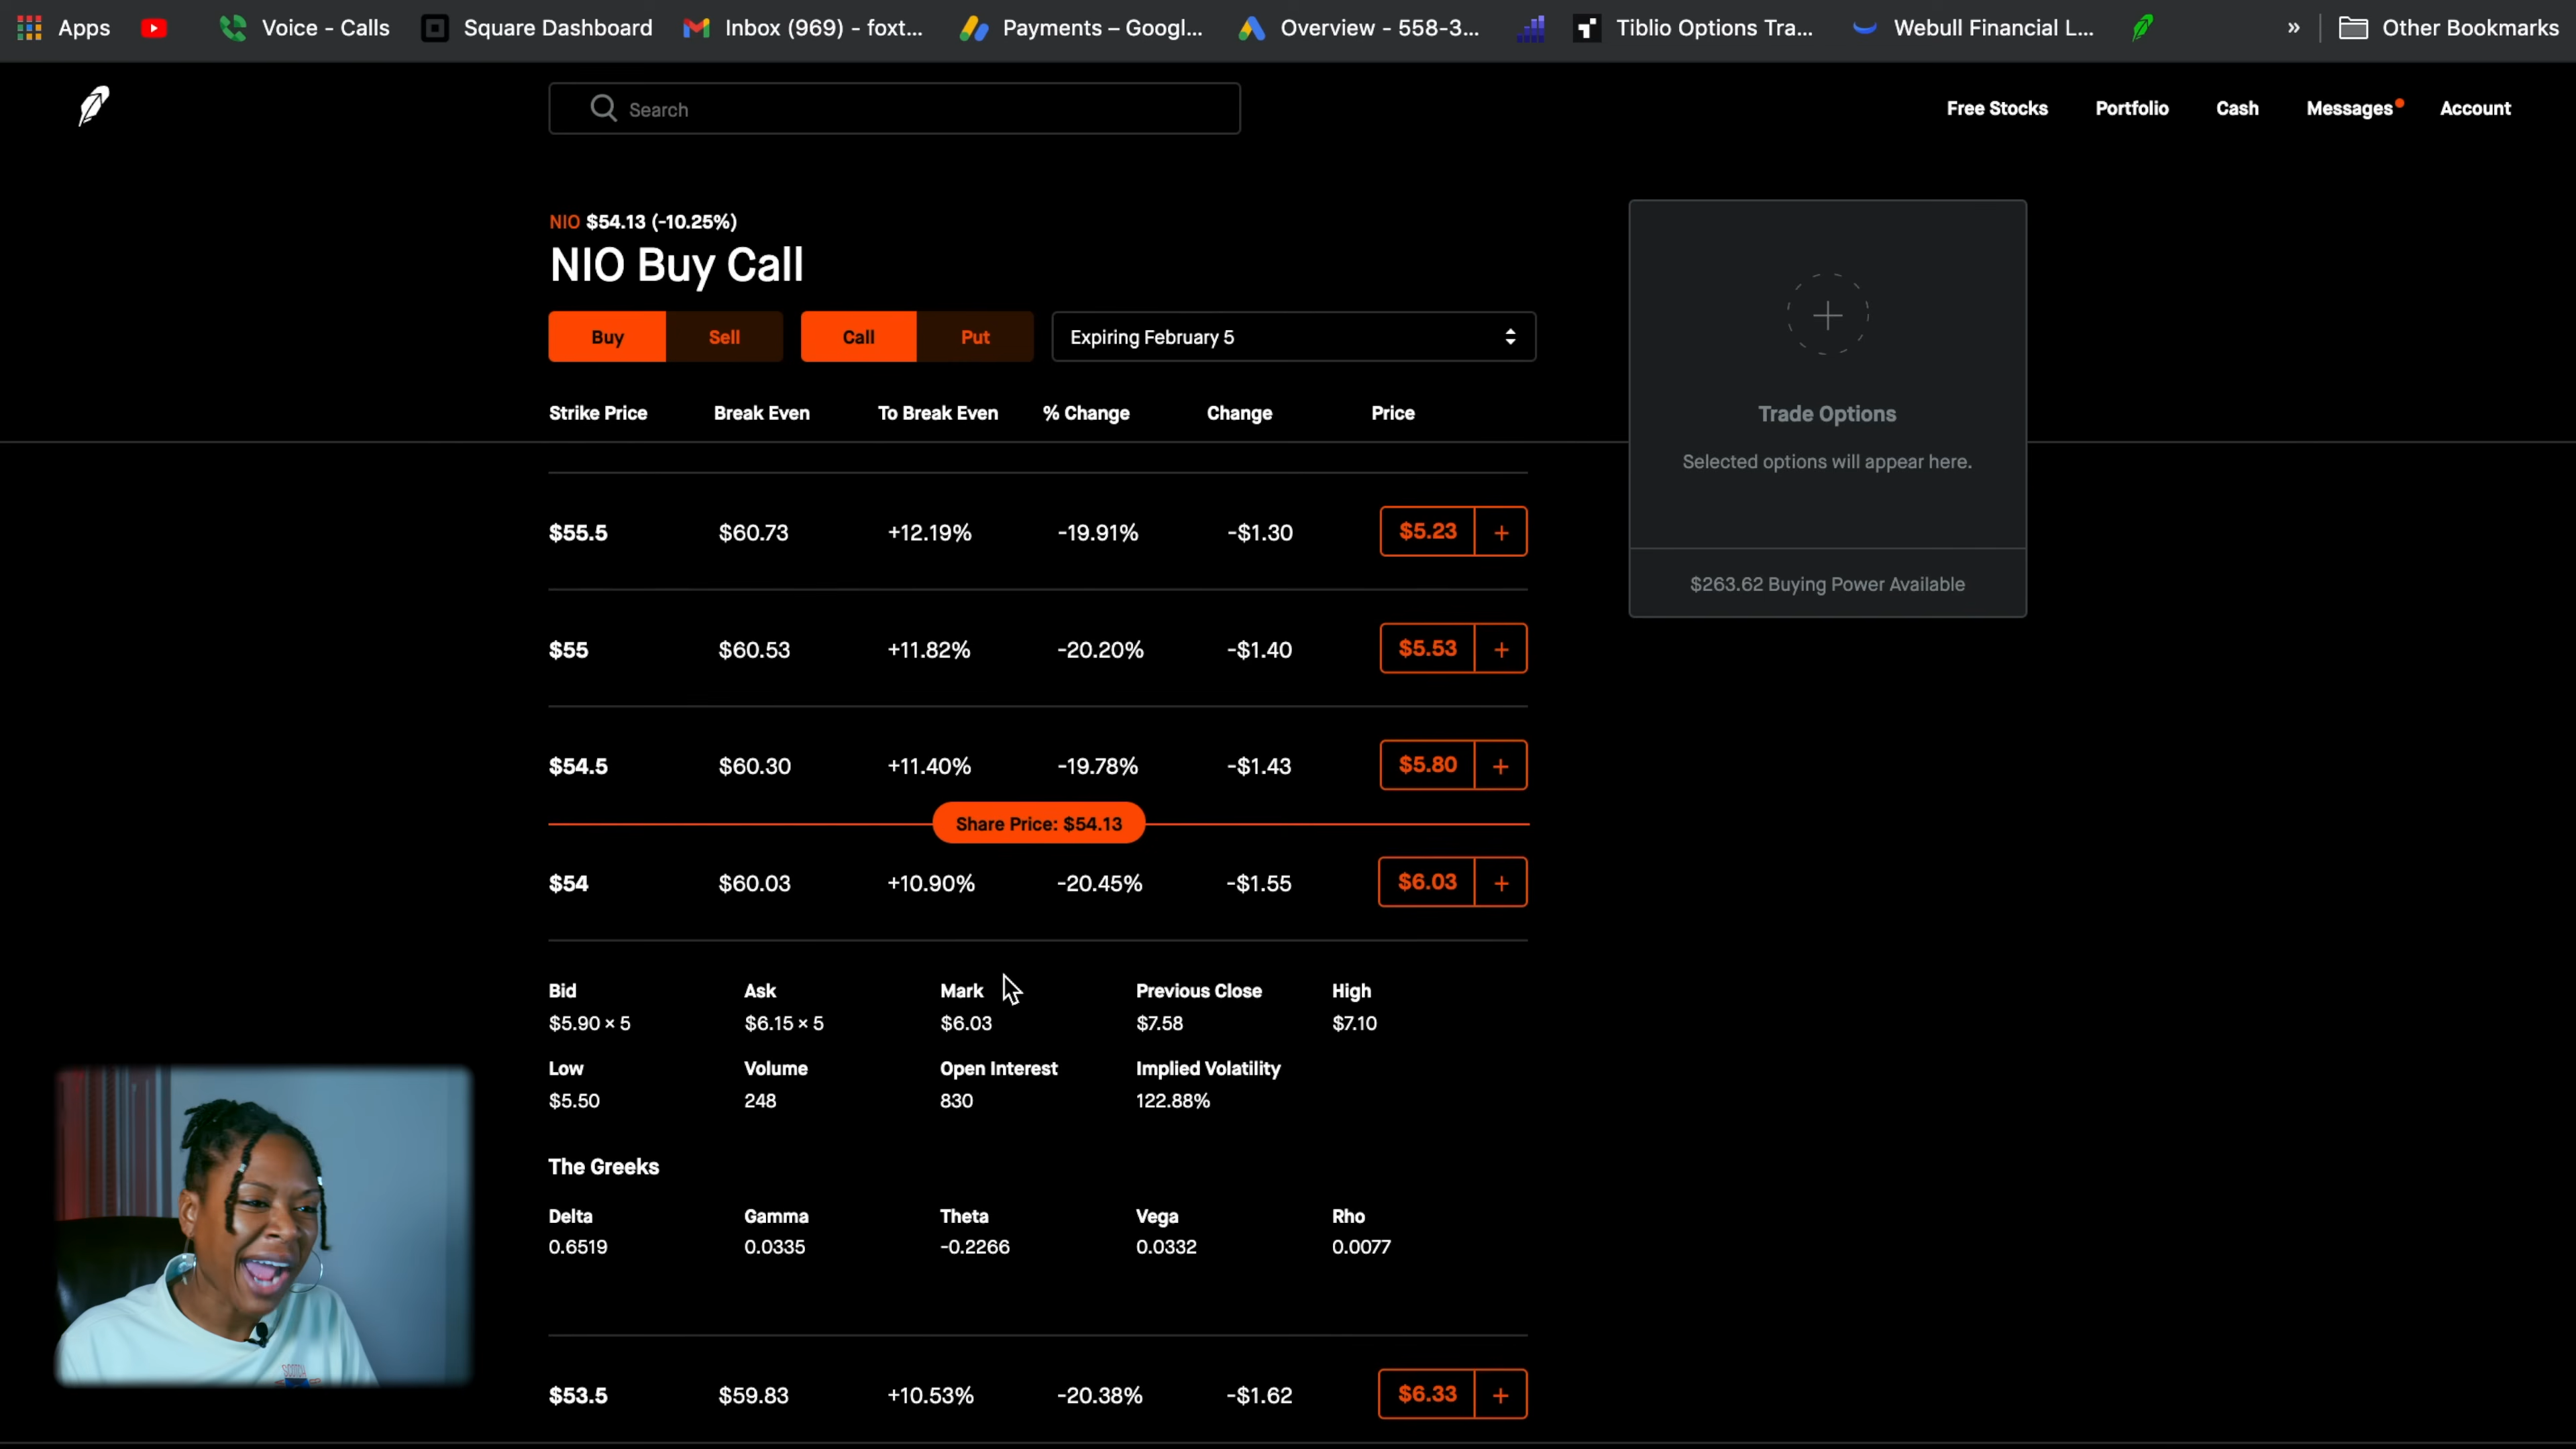 Apps Voice - Calls Square Dashboard Inbox (969) - foxt... Payments – Googl... Overview - 558-3... Tiblio Options Tra... Webull Financial L... » Other Bookmarks
Search Free Stocks Portfolio Cash Messages Account
NIO $54.13 (-10.25%)
NIO Buy Call
Buy Sell Call Put Expiring February 5
Strike Price Break Even To Break Even % Change Change Price
$55.5 $60.73 +12.19% -19.91% -$1.30 $5.23 +
$55 $60.53 +11.82% -20.20% -$1.40 $5.53 +
$54.5 $60.30 +11.40% -19.78% -$1.43 $5.80 +
Share Price: $54.13
$54 $60.03 +10.90% -20.45% -$1.55 $6.03 +
Bid Ask Mark Previous Close High
$5.90 × 5 $6.15 × 5 $6.03 $7.58 $7.10
Low Volume Open Interest Implied Volatility
$5.50 248 830 122.88%
The Greeks
Delta Gamma Theta Vega Rho
0.6519 0.0335 -0.2266 0.0332 0.0077
$53.5 $59.83 +10.53% -20.38% -$1.62 $6.33 +
Trade Options
Selected options will appear here.
$263.62 Buying Power Available